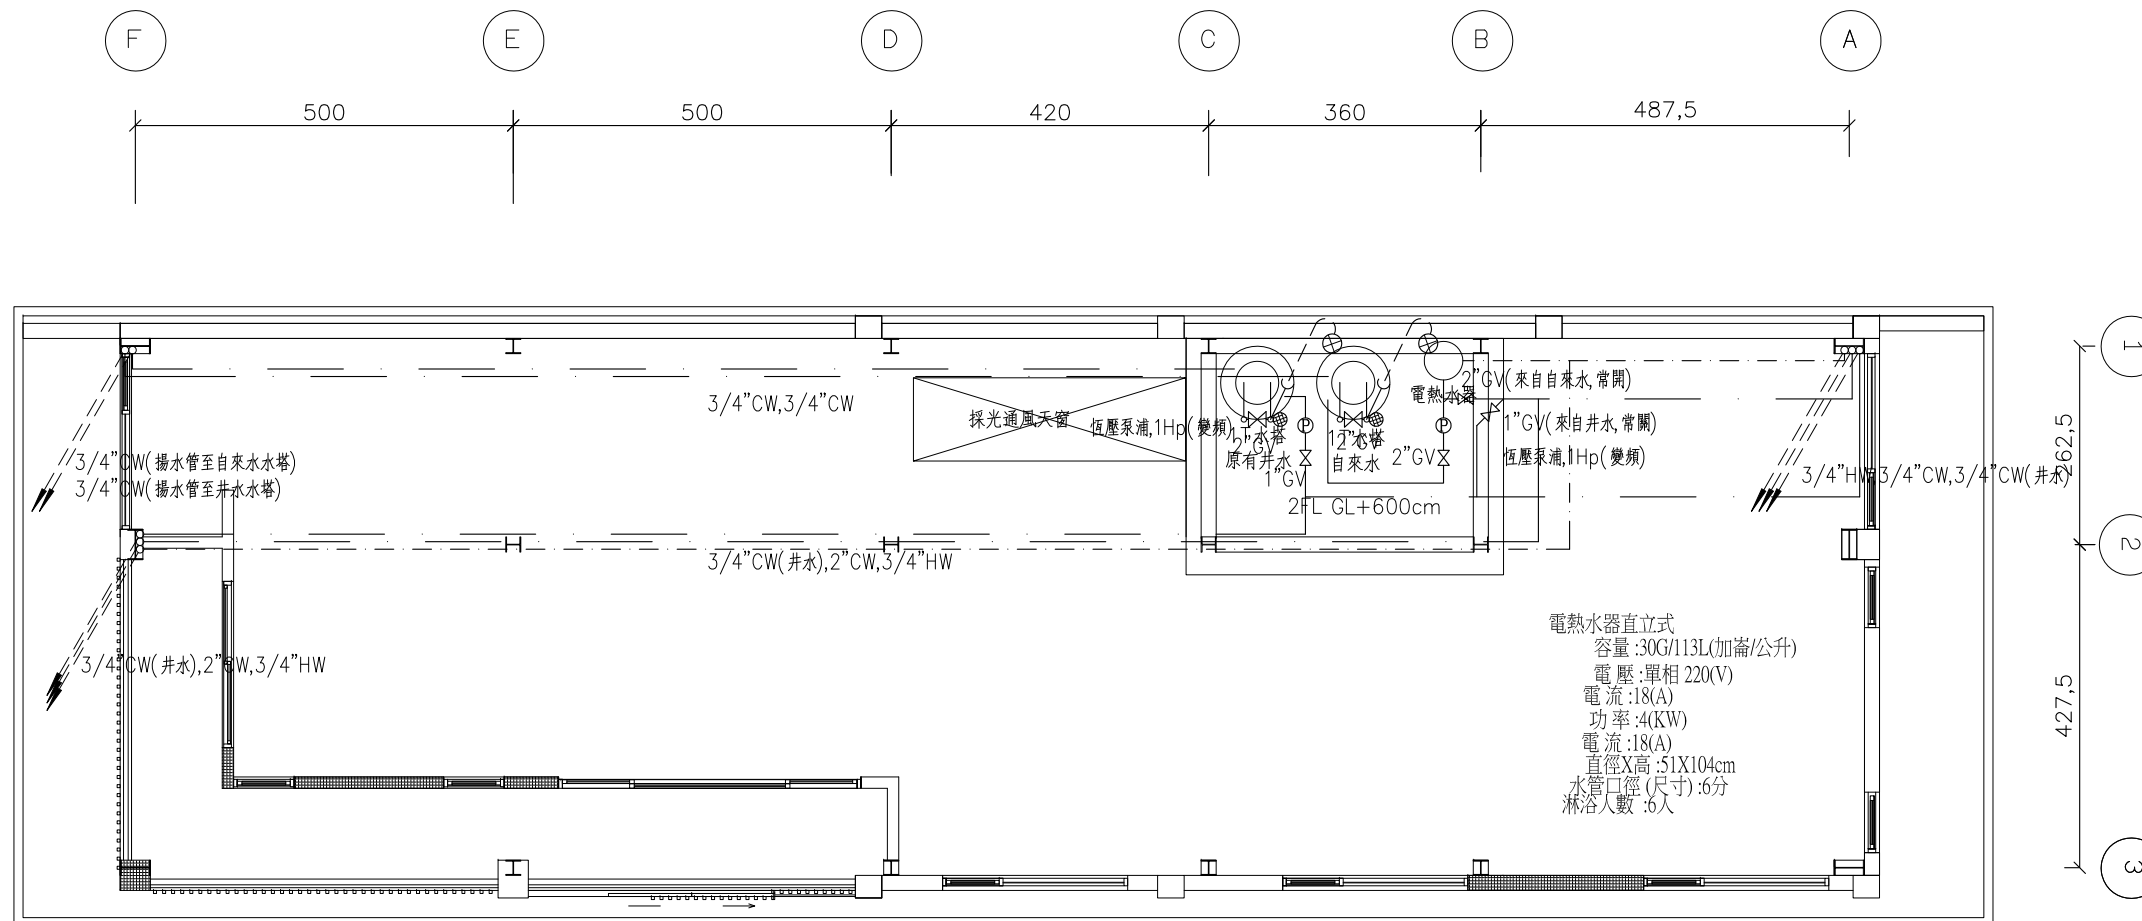 F E D C B A
500 500 420 360 487,5
3/4"CW,3/4"CW
採光通風天窗
恆壓泵浦,1Hp(變頻)
1"水塔
2"GV
原有井水
1"GV
1"水塔
2"GV
自來水
電熱水器
2"GV(來自自來水,常開)
1"GV(來自井水,常關)
恆壓泵浦,1Hp(變頻)
2"GV
P
P
2FL GL+600cm
3/4"CW(揚水管至自來水水塔)
3/4"CW(揚水管至井水水塔)
3/4"HW,3/4"CW,3/4"CW(井水)
3/4"CW(井水),2"CW,3/4"HW
3/4"CW(井水),2"CW,3/4"HW
電熱水器直立式
容量:30G/113L(加崙/公升)
電壓:單相 220(V)
電流:18(A)
功率:4(KW)
電流:18(A)
直徑X高:51X104cm
水管口徑(尺寸):6分
淋浴人數:6人
1
262,5
2
427,5
3